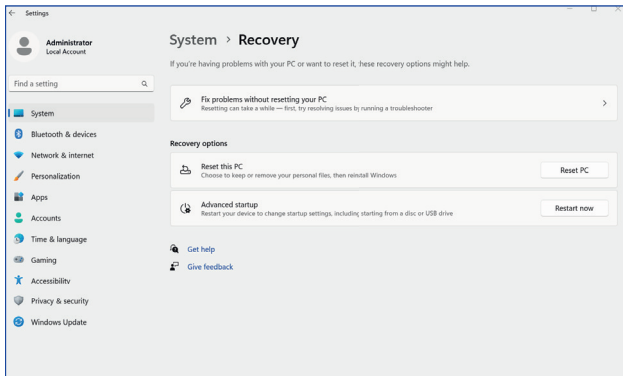 Settings
Administrator
Local Account
Find a setting
System
Bluetooth & devices
Network & internet
Personalization
Apps
Accounts
Time & language
Gaming
Accessibility
Privacy & security
Windows Update
System > Recovery
If you're having problems with your PC or want to reset it, hese recovery options might help.
Fix problems without resetting your PC
Resetting can take a while — first, try resolving issues by running a troubleshooter
Recovery options
Reset this PC
Choose to keep or remove your personal files, then reinstall Windows
Reset PC
Advanced startup
Restart your device to change startup settings, including starting from a disc or USB drive
Restart now
Get help
Give feedback